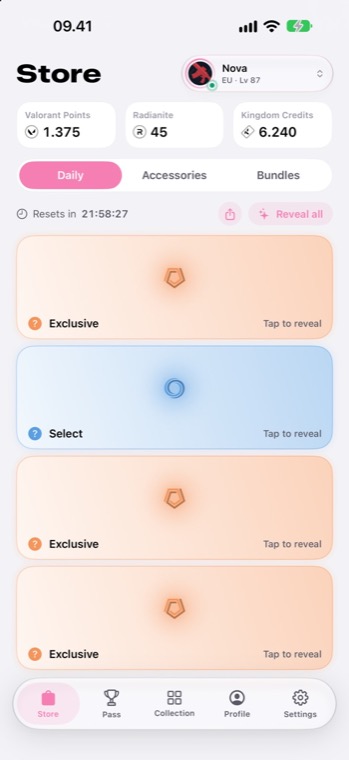 09.41
Store
Nova
EU · Lv 87
Valorant Points
1.375
Radianite
45
Kingdom Credits
6.240
Daily
Accessories
Bundles
Resets in 21:58:27
Reveal all
? Exclusive
Tap to reveal
? Select
Tap to reveal
? Exclusive
Tap to reveal
? Exclusive
Tap to reveal
Store
Pass
Collection
Profile
Settings